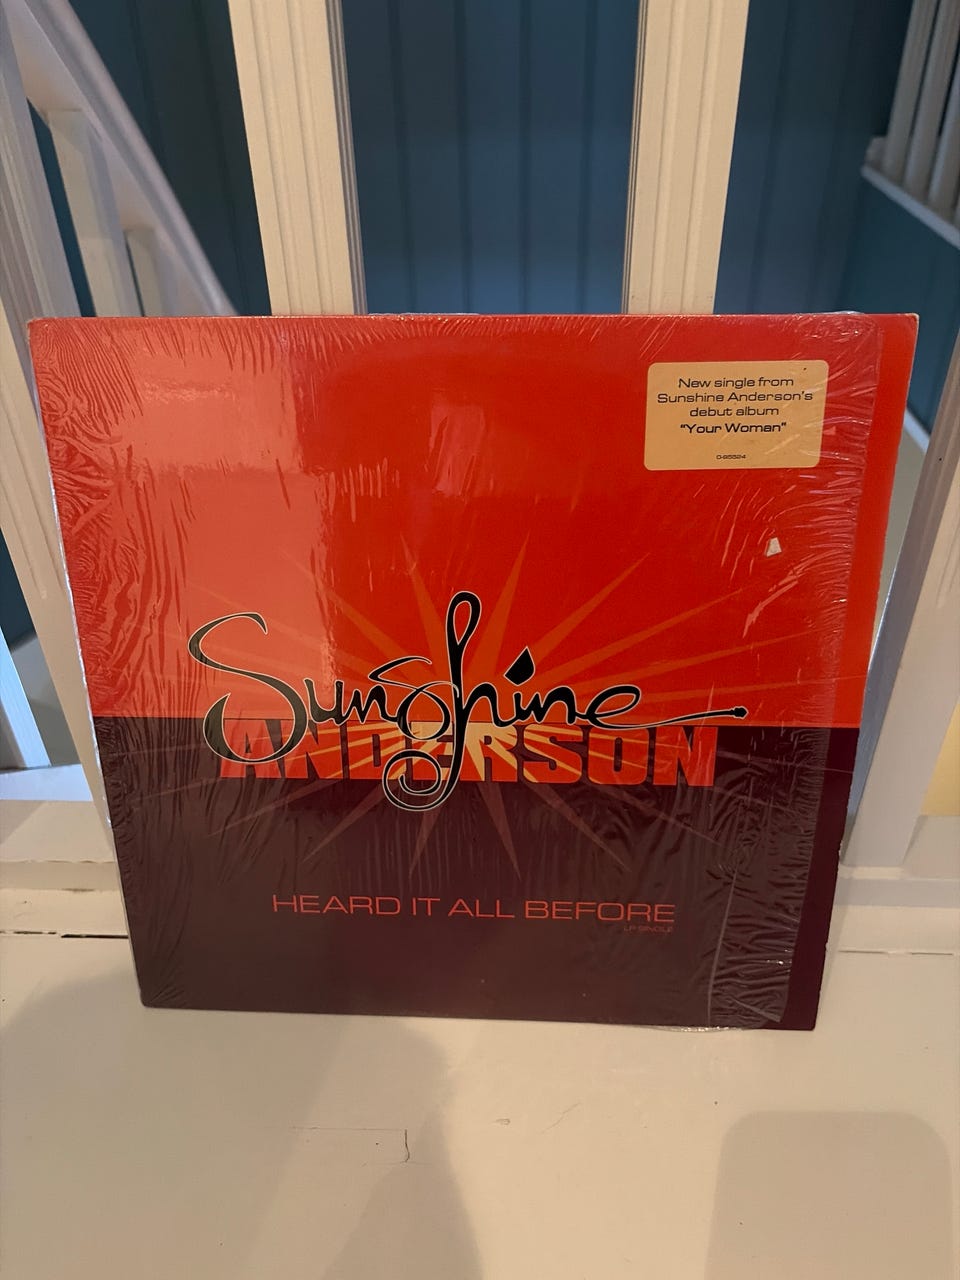 New single from
Sunshine Anderson's
debut album
"Your Woman"
0-85524
Sunshine
ANDERSON
HEARD IT ALL BEFORE
LP SINGLE